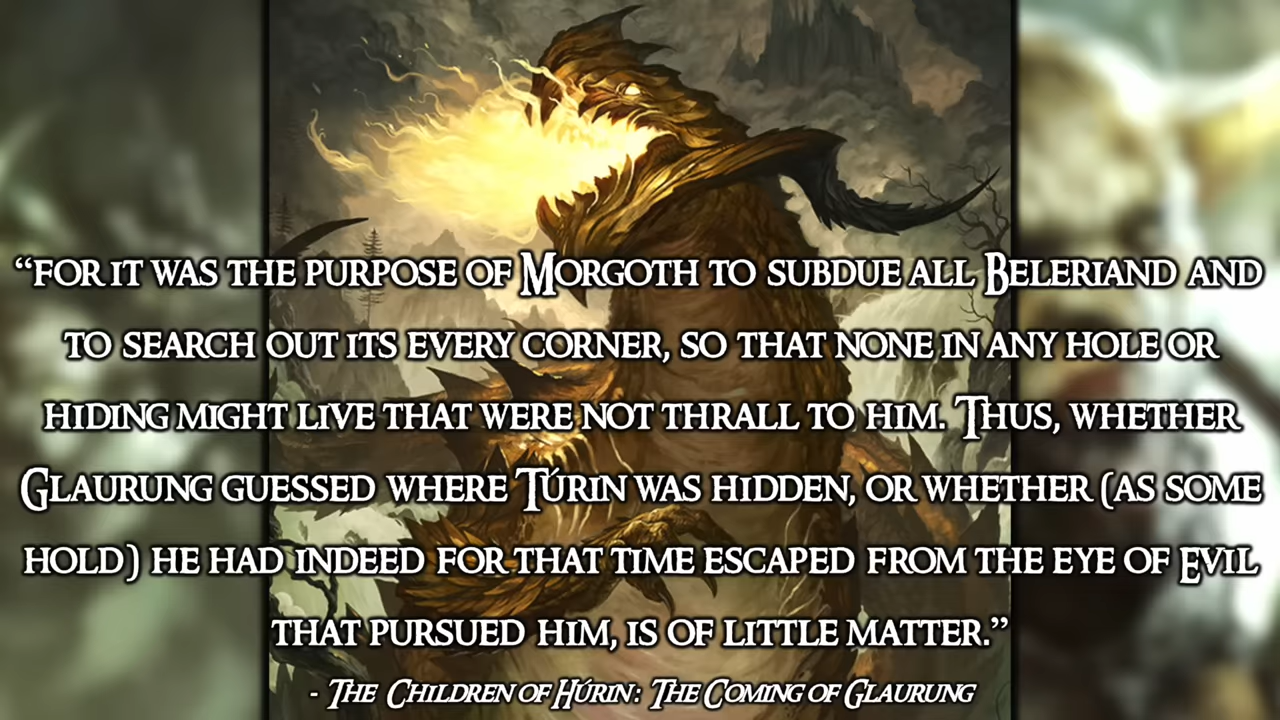 “For it was the purpose of Morgoth to subdue all Beleriand and
to search out its every corner, so that none in any hole or
hiding might live that were not thrall to him. Thus, whether
Glaurung guessed where Túrin was hidden, or whether (as some
hold) he had indeed for that time escaped from the eye of Evil
that pursued him, is of little matter.”
- The Children of Húrin: The Coming of Glaurung